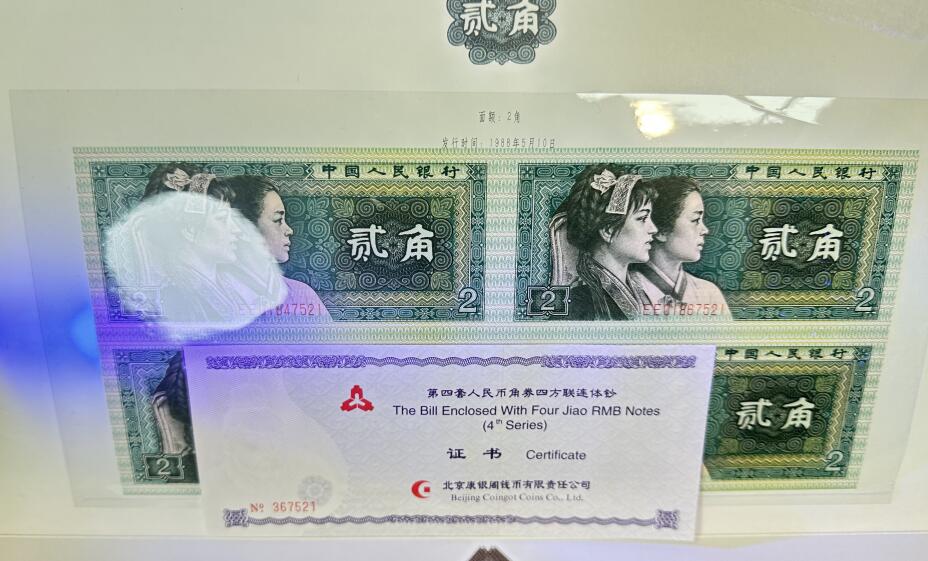 贰角
面额：2角
发行时间：1988年5月10日
中国人民银行
贰角
2
2
中国人民银行
贰角
2
2
中国人民银行
贰角
2
2
第四套人民币角券四方联连体钞
The Bill Enclosed With Four Jiao RMB Notes
(4th Series)
证书 Certificate
北京康银阁钱币有限责任公司
Beijing Coingot Coins Co., Ltd.
№ 367521